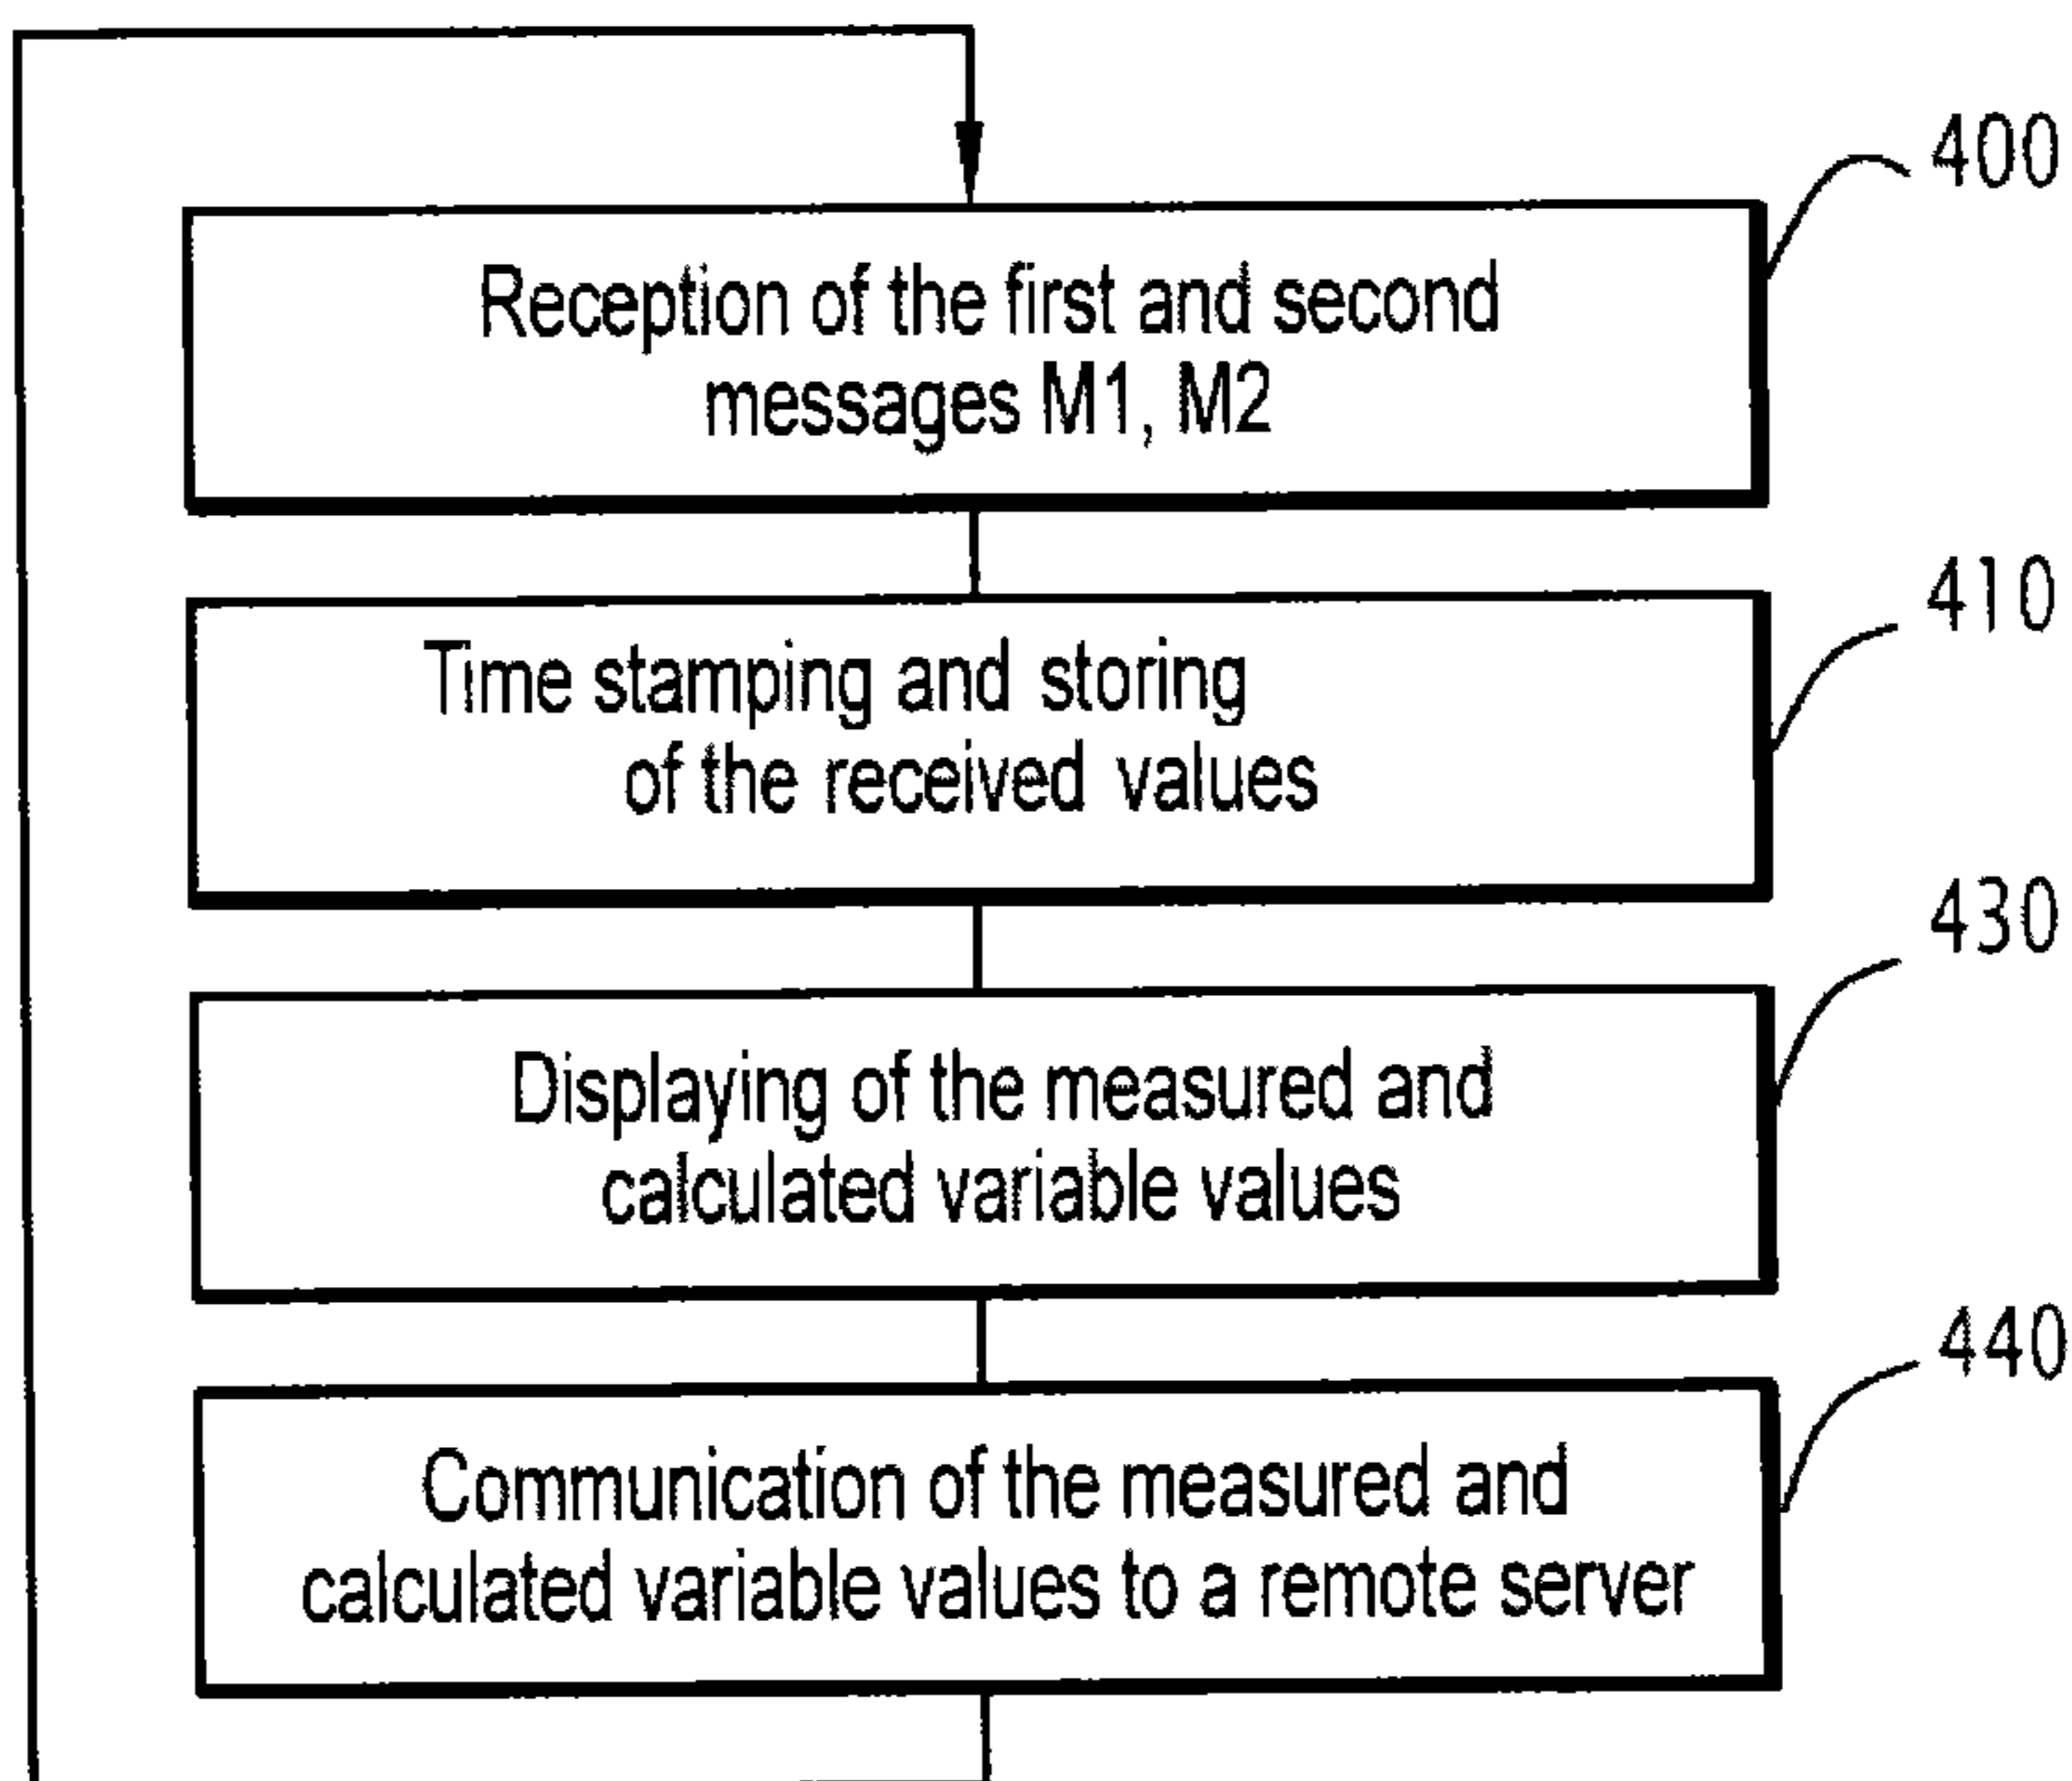 400
Reception of the first and second
messages M1, M2
410
Time stamping and storing
of the received values
430
Displaying of the measured and
calculated variable values
440
Communication of the measured and
calculated variable values to a remote server